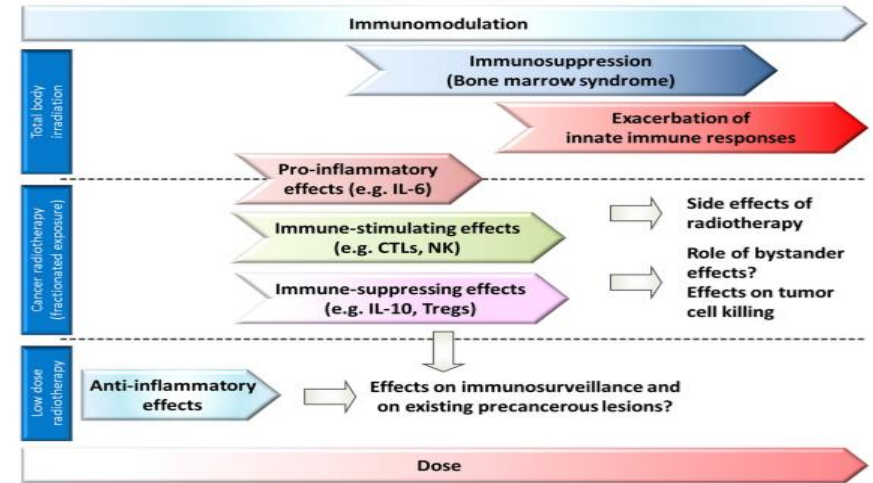 Immunomodulation
Total body
irradiation
Immunosuppression
(Bone marrow syndrome)
Exacerbation of
innate immune responses
Cancer radiotherapy
(fractionated exposure)
Pro-inflammatory
effects (e.g. IL-6)
Immune-stimulating effects
(e.g. CTLs, NK)
Immune-suppressing effects
(e.g. IL-10, Tregs)
Side effects of
radiotherapy
Role of bystander
effects?
Effects on tumor
cell killing
Low dose
radiotherapy
Anti-inflammatory
effects
Effects on immunosurveillance and
on existing precancerous lesions?
Dose